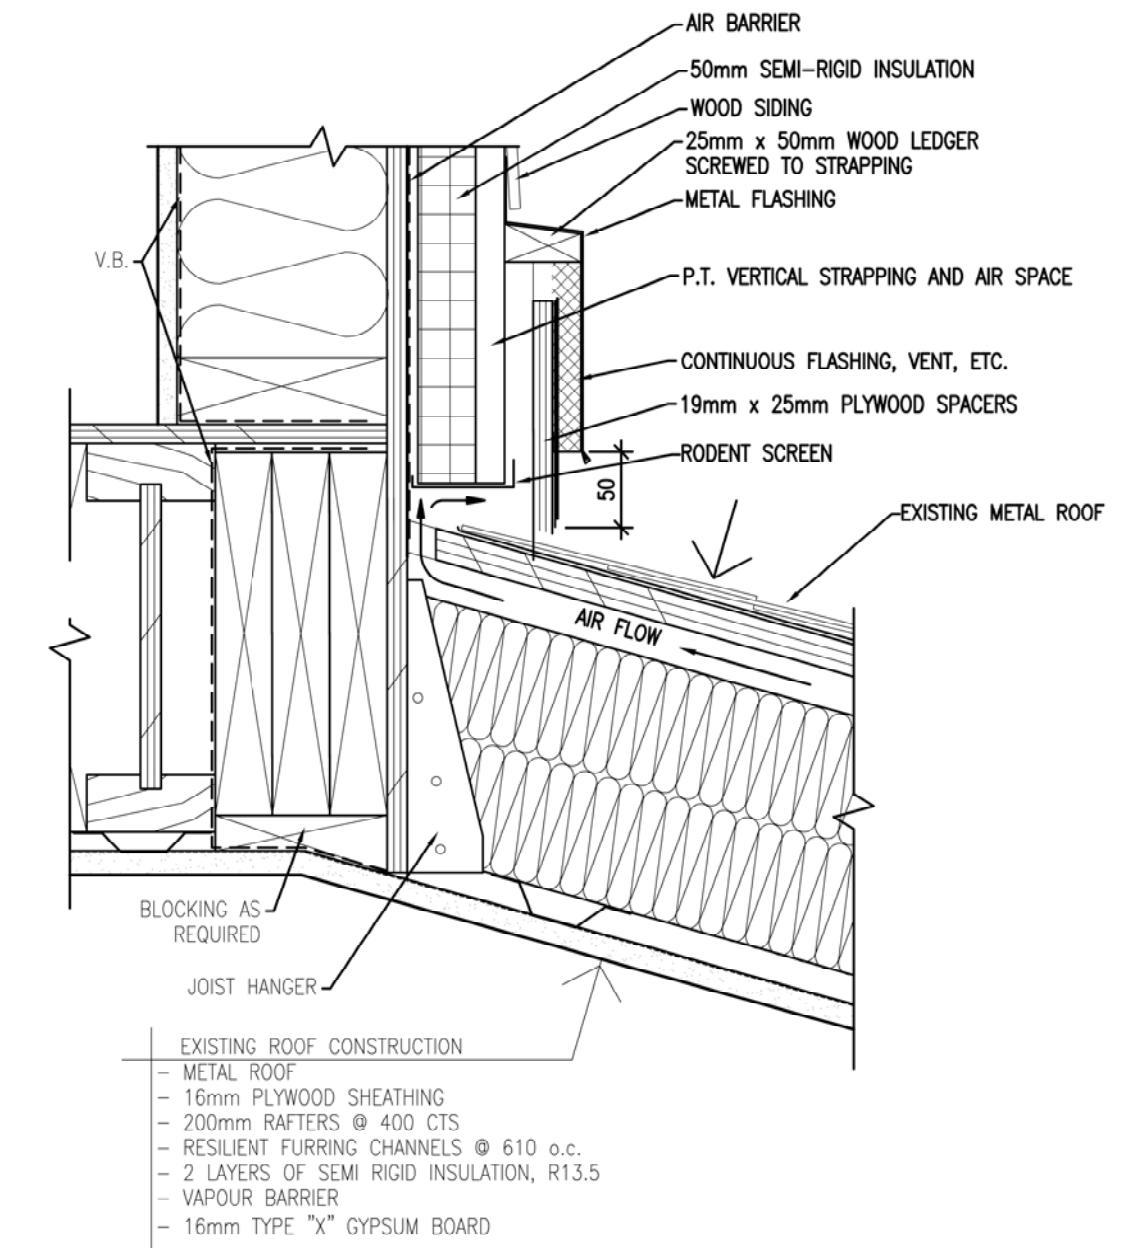 AIR BARRIER
50mm SEMI-RIGID INSULATION
WOOD SIDING
25mm x 50mm WOOD LEDGER
SCREWED TO STRAPPING
METAL FLASHING
V.B.
P.T. VERTICAL STRAPPING AND AIR SPACE
CONTINUOUS FLASHING, VENT, ETC.
19mm x 25mm PLYWOOD SPACERS
RODENT SCREEN
50
EXISTING METAL ROOF
AIR FLOW
BLOCKING AS
REQUIRED
JOIST HANGER
EXISTING ROOF CONSTRUCTION
- METAL ROOF
- 16mm PLYWOOD SHEATHING
- 200mm RAFTERS @ 400 CTS
- RESILIENT FURRING CHANNELS @ 610 o.c.
- 2 LAYERS OF SEMI RIGID INSULATION, R13.5
- VAPOUR BARRIER
- 16mm TYPE "X" GYPSUM BOARD